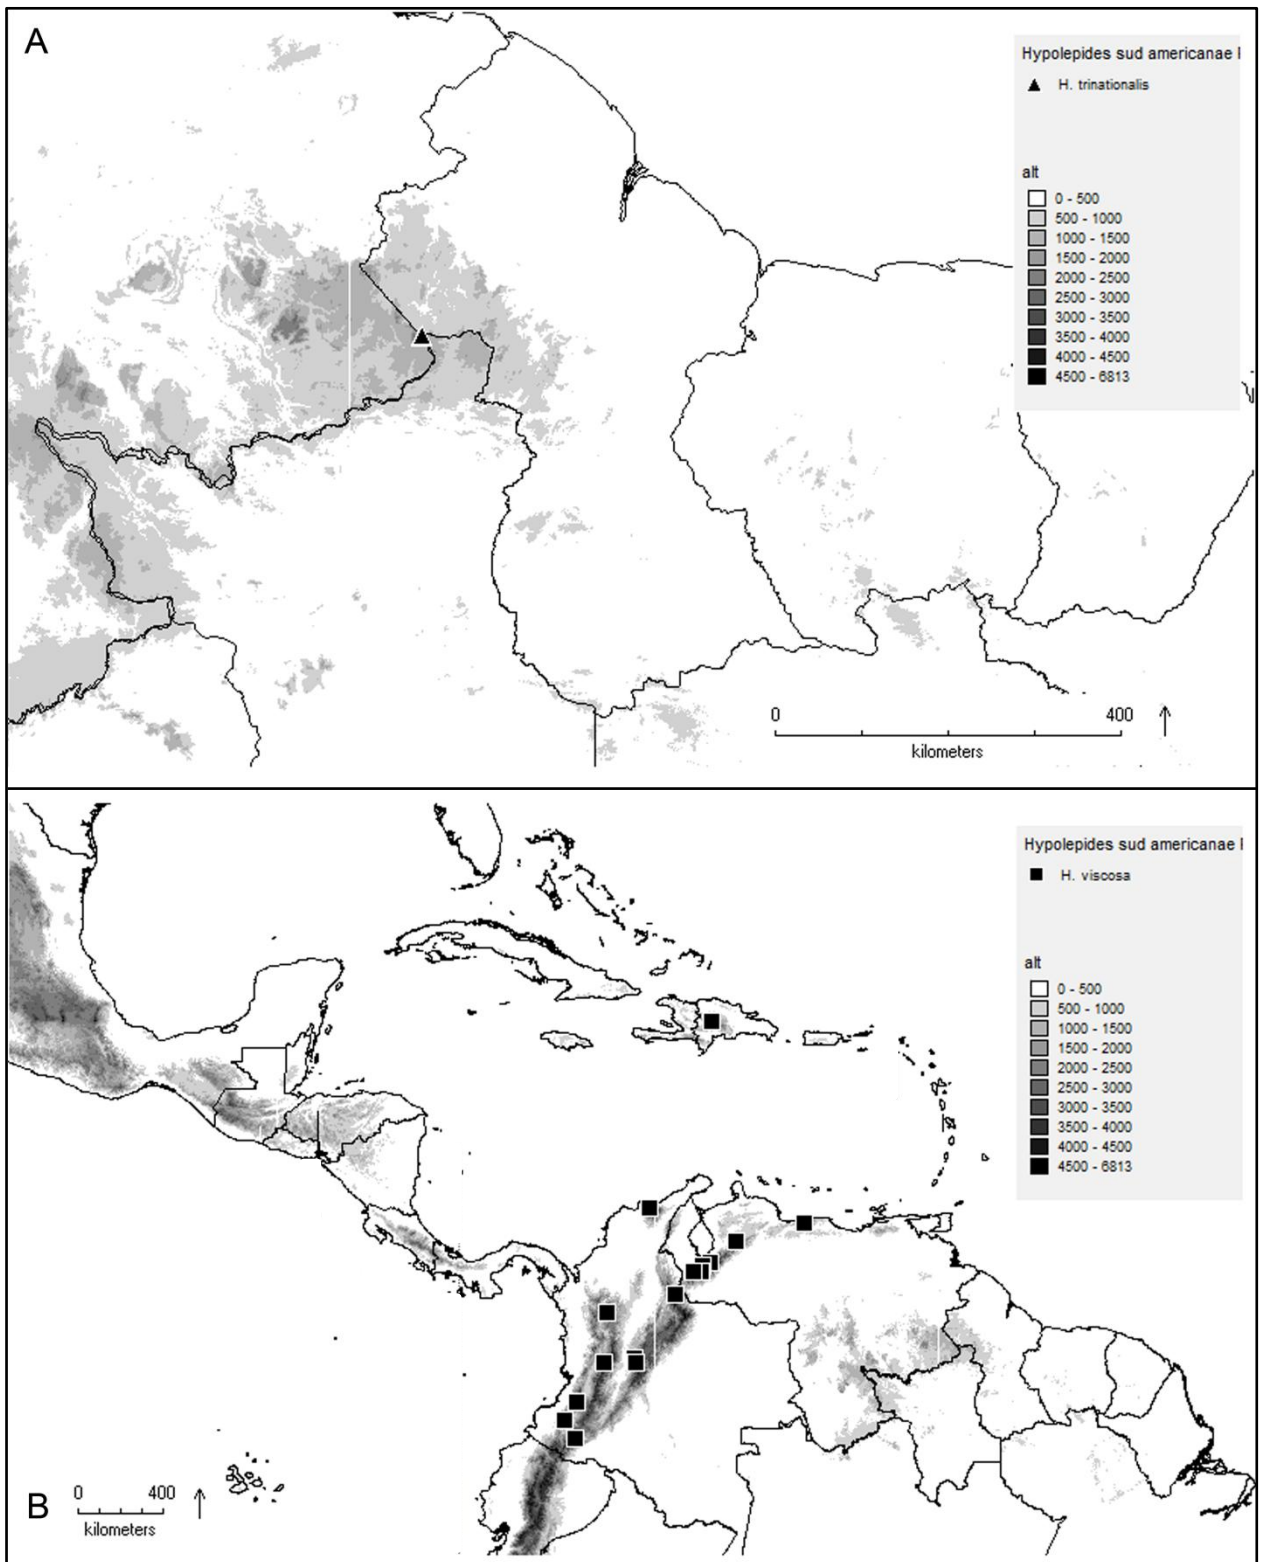 A
Hypolepides sud americanae
H. trinationalis
alt
0 - 500
500 - 1000
1000 - 1500
1500 - 2000
2000 - 2500
2500 - 3000
3000 - 3500
3500 - 4000
4000 - 4500
4500 - 6813
0 400
kilometers
Hypolepides sud americanae
H. viscosa
alt
0 - 500
500 - 1000
1000 - 1500
1500 - 2000
2000 - 2500
2500 - 3000
3000 - 3500
3500 - 4000
4000 - 4500
4500 - 6813
0 400
kilometers
B